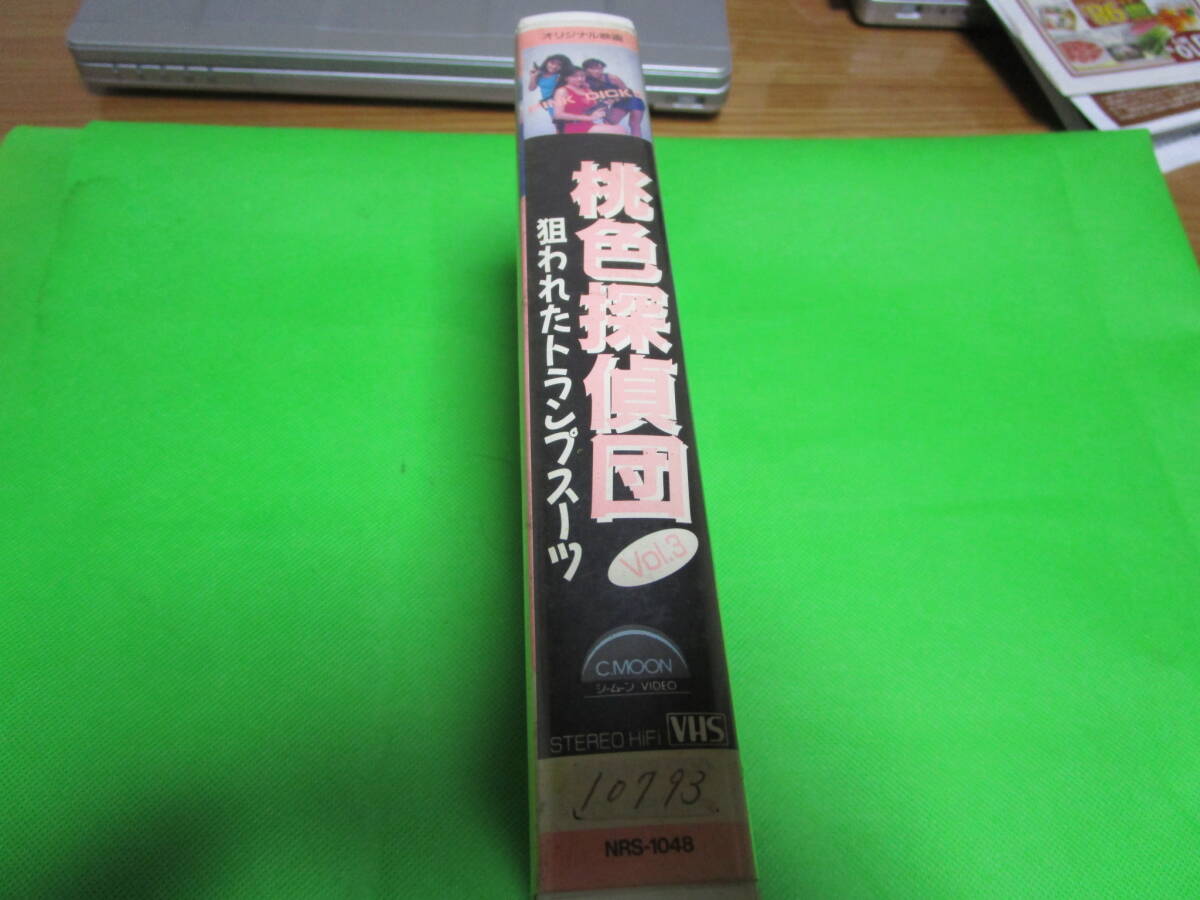 オリジナル映画
PINK DICK
桃色探偵団
狙われたトランプスーツ
Vol.3
C.MOON
シームーン VIDEO
STEREO HiFi VHS
10793
NRS-1048